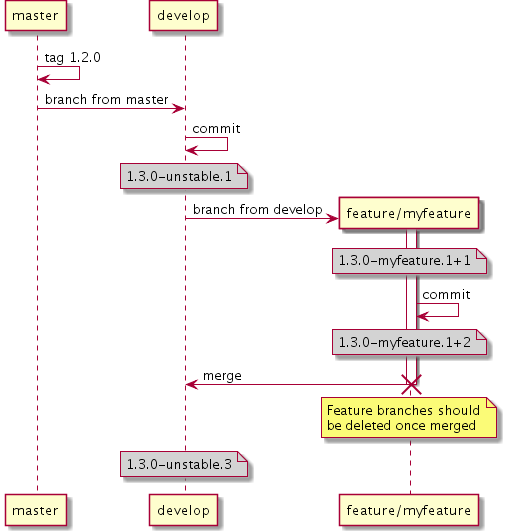 master
develop
tag 1.2.0
branch from master
commit
1.3.0-unstable.1
branch from develop
feature/myfeature
1.3.0-myfeature.1+1
commit
1.3.0-myfeature.1+2
merge
Feature branches should
be deleted once merged
1.3.0-unstable.3
master
develop
feature/myfeature